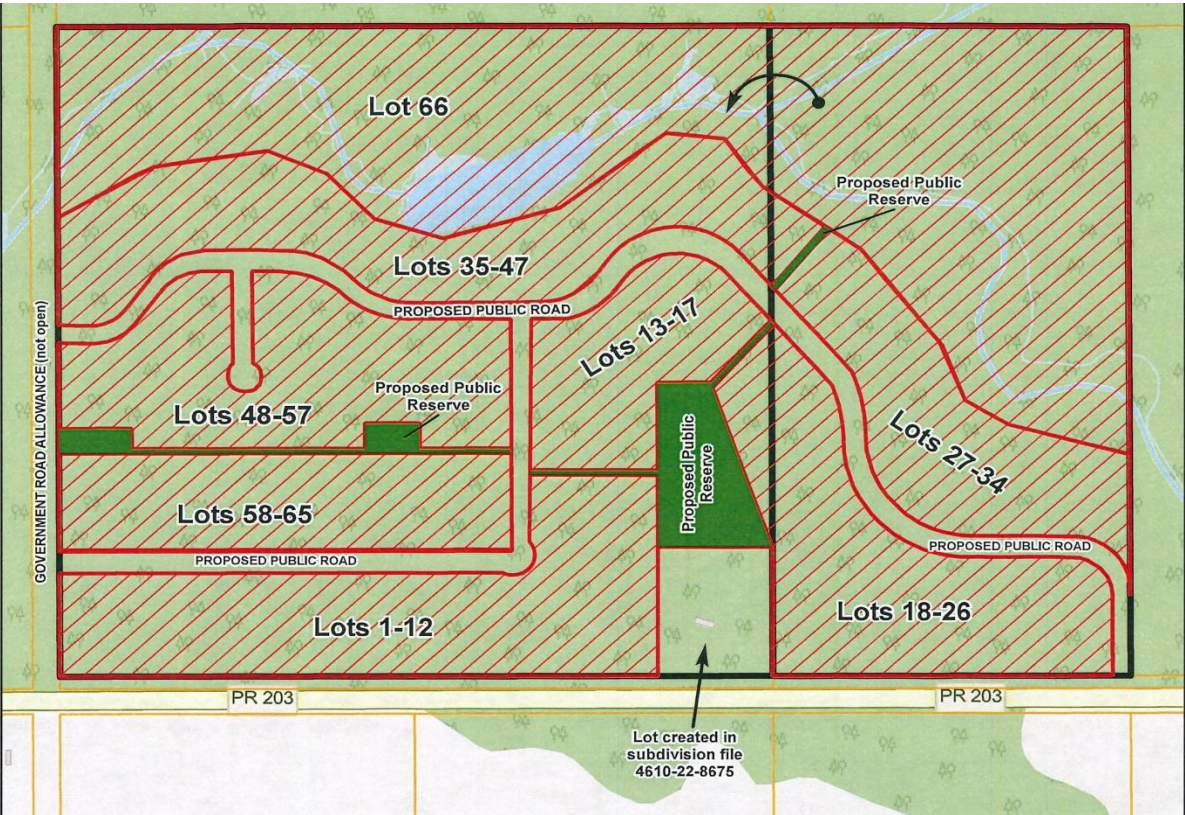 Lot 66
Proposed Public
Reserve
Lots 35-47
PROPOSED PUBLIC ROAD
Lots 13-17
GOVERNMENT ROAD ALLOWANCE (not open)
Proposed Public
Reserve
Lots 48-57
Proposed Public
Reserve
Lots 27-34
Lots 58-65
PROPOSED PUBLIC ROAD
PROPOSED PUBLIC ROAD
Lots 1-12
Lots 18-26
PR 203
PR 203
Lot created in
subdivision file
4610-22-8675